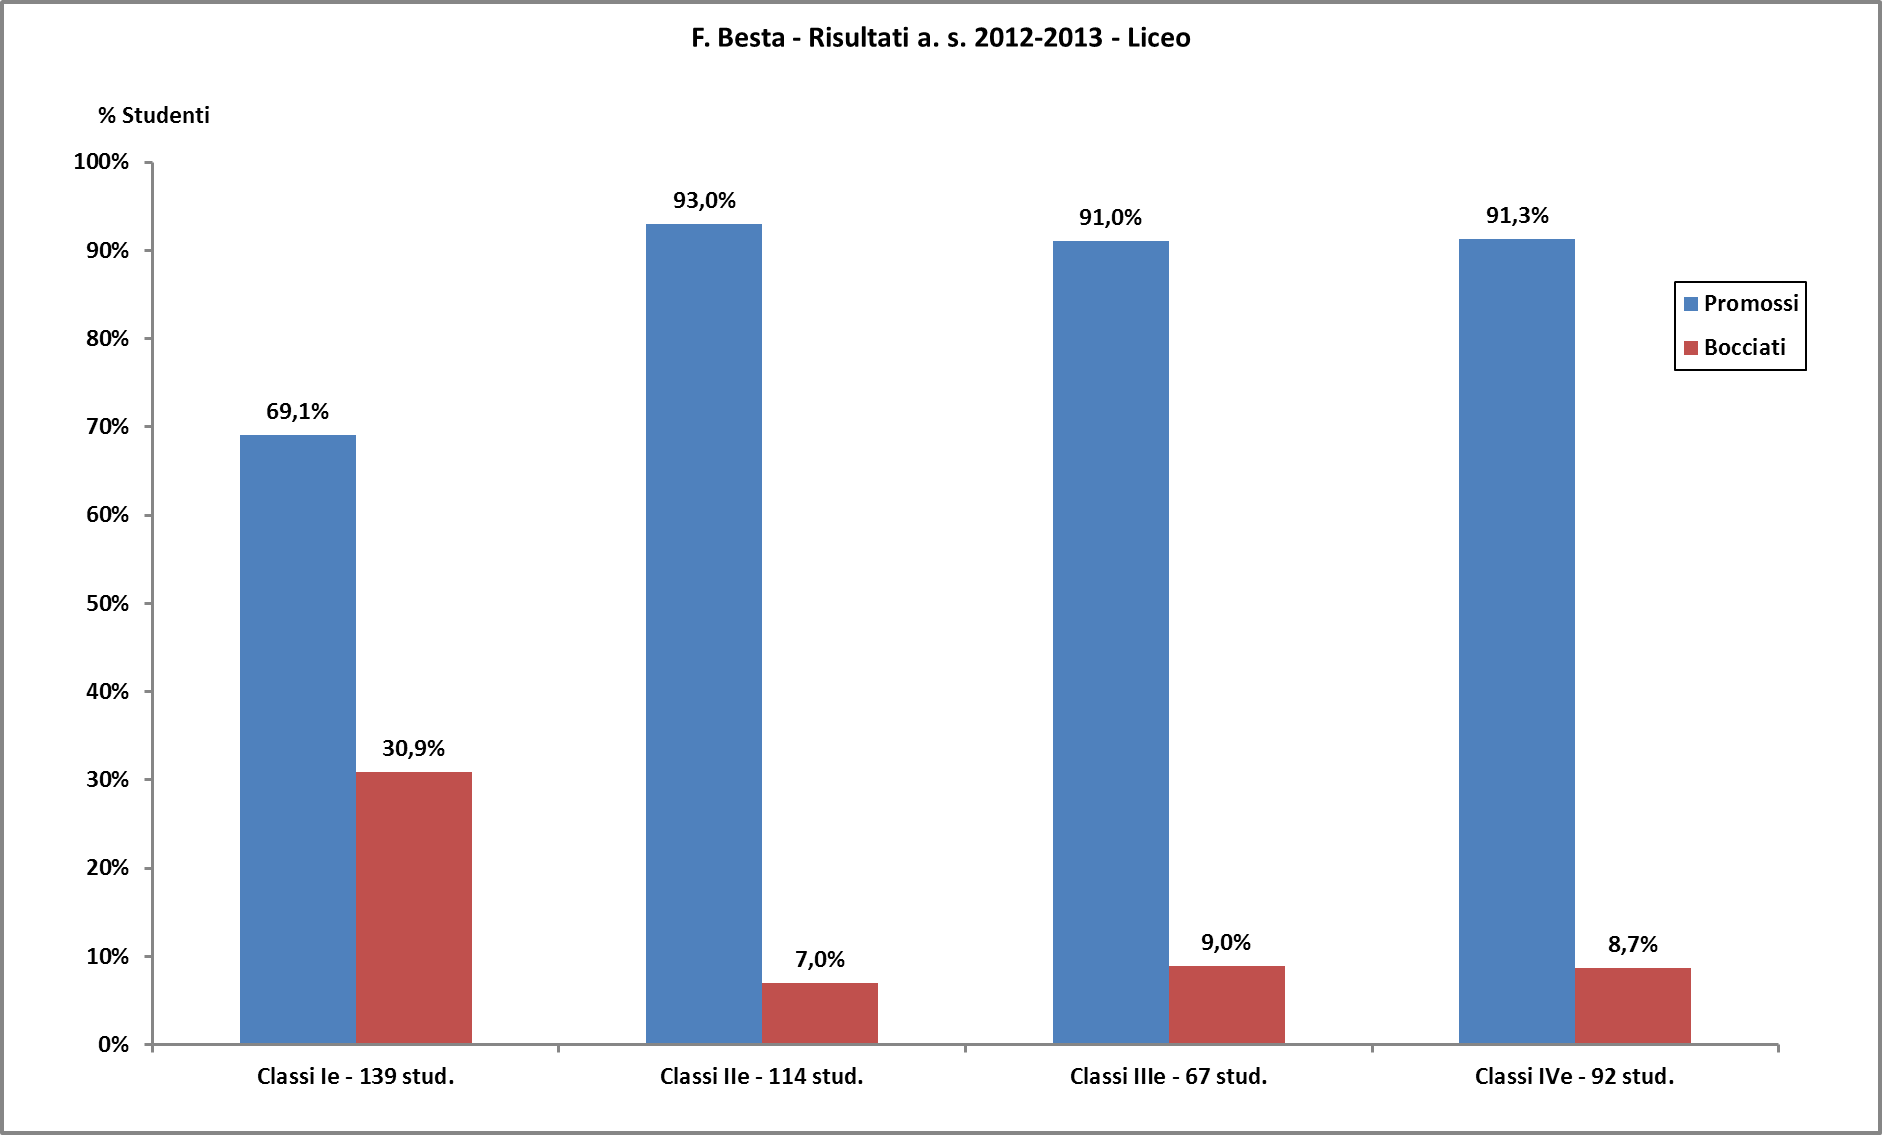 F. Besta - Risultati a. s. 2012-2013 - Liceo
% Studenti
100%
90%
80%
70%
60%
50%
40%
30%
20%
10%
0%
69,1%
30,9%
93,0%
7,0%
91,0%
9,0%
91,3%
8,7%
Promossi
Bocciati
Classi Ie - 139 stud.
Classi IIe - 114 stud.
Classi IIIe - 67 stud.
Classi IVe - 92 stud.